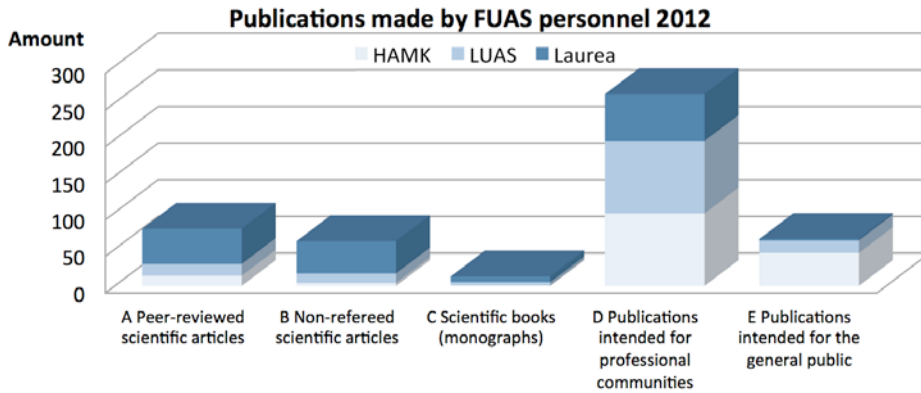 Publications made by FUAS personnel 2012
Amount
HAMK LUAS Laurea
300
250
200
150
100
50
0
A Peer-reviewed
scientific articles
B Non-refereed
scientific articles
C Scientific books
(monographs)
D Publications
intended for
professional
communities
E Publications
intended for the
general public